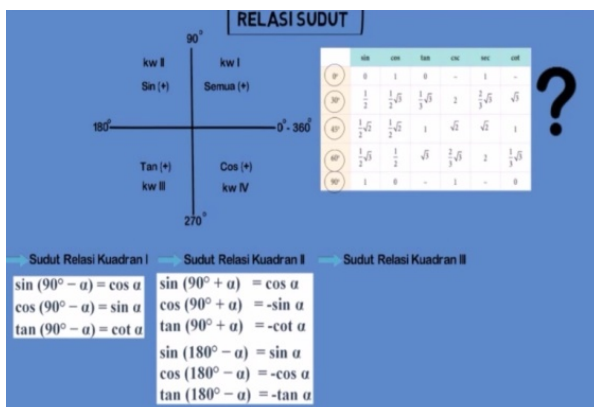 RELASI SUDUT
90°
kw II
kw I
Sin (+)
Semua (+)
180°
0° - 360°
Tan (+)
Cos (+)
kw III
kw IV
270°
sin cos tan csc sec cot
0° 0 1 0 - 1 -
30° 1/2 1/2√3 1/3√3 2 2/3√3 √3
45° 1/2√2 1/2√2 1 √2 √2 1
60° 1/2√3 1/2 √3 2/3√3 2 1/3√3
90° 1 0 - 1 - 0
?
Sudut Relasi Kuadran I
sin (90° – α) = cos α
cos (90° – α) = sin α
tan (90° – α) = cot α
Sudut Relasi Kuadran II
sin (90° + α) = cos α
cos (90° + α) = -sin α
tan (90° + α) = -cot α
sin (180° – α) = sin α
cos (180° – α) = -cos α
tan (180° – α) = -tan α
Sudut Relasi Kuadran III